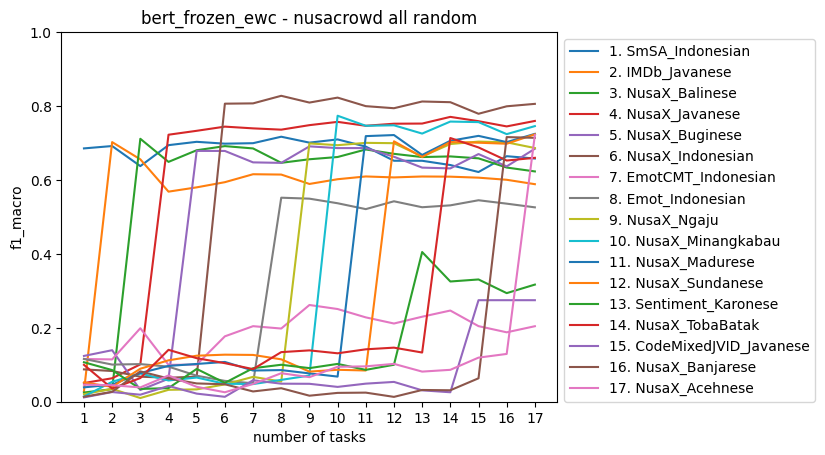 bert_frozen_ewc - nusacrowd all random
1.0
0.8
0.6
0.4
0.2
0.0
f1_macro
1 2 3 4 5 6 7 8 9 10 11 12 13 14 15 16 17
number of tasks
1. SmSA_Indonesian
2. IMDb_Javanese
3. NusaX_Balinese
4. NusaX_Javanese
5. NusaX_Buginese
6. NusaX_Indonesian
7. EmotCMT_Indonesian
8. Emot_Indonesian
9. NusaX_Ngaju
10. NusaX_Minangkabau
11. NusaX_Madurese
12. NusaX_Sundanese
13. Sentiment_Karonese
14. NusaX_TobaBatak
15. CodeMixedJVID_Javanese
16. NusaX_Banjarese
17. NusaX_Acehnese